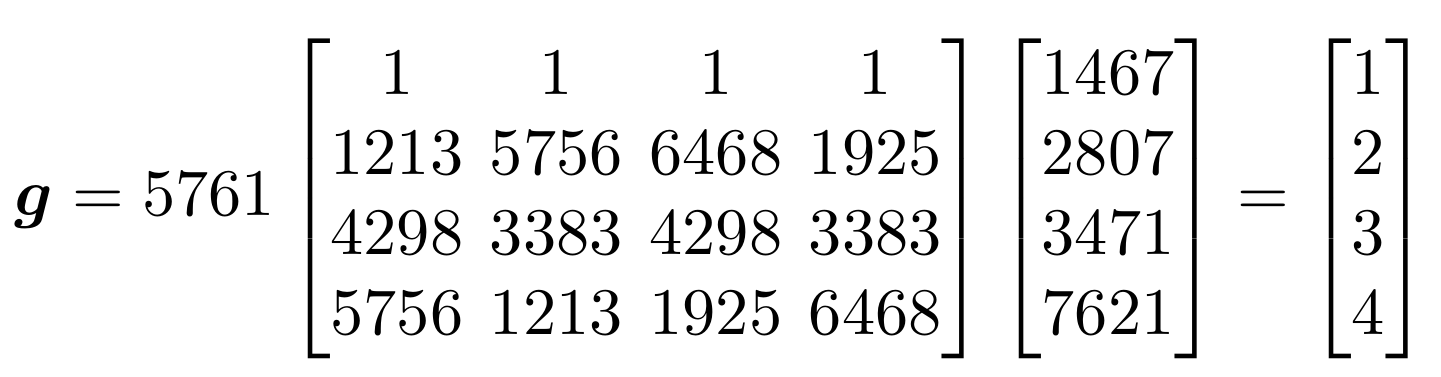 g = 5761 [ 1 1 1 1 ] [ 1467 ] = [ 1 ]
[ 1213 5756 6468 1925 ] [ 2807 ] [ 2 ]
[ 4298 3383 4298 3383 ] [ 3471 ] [ 3 ]
[ 5756 1213 1925 6468 ] [ 7621 ] [ 4 ]